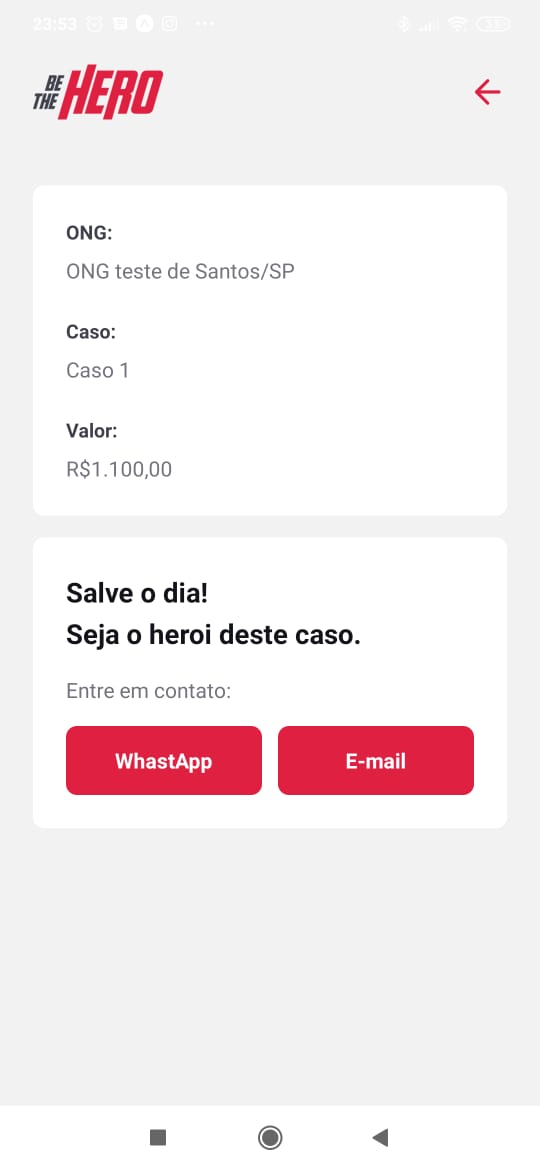 23:53
BE
THE HERO
ONG:
ONG teste de Santos/SP
Caso:
Caso 1
Valor:
R$1.100,00
Salve o dia!
Seja o heroi deste caso.
Entre em contato:
WhastApp
E-mail